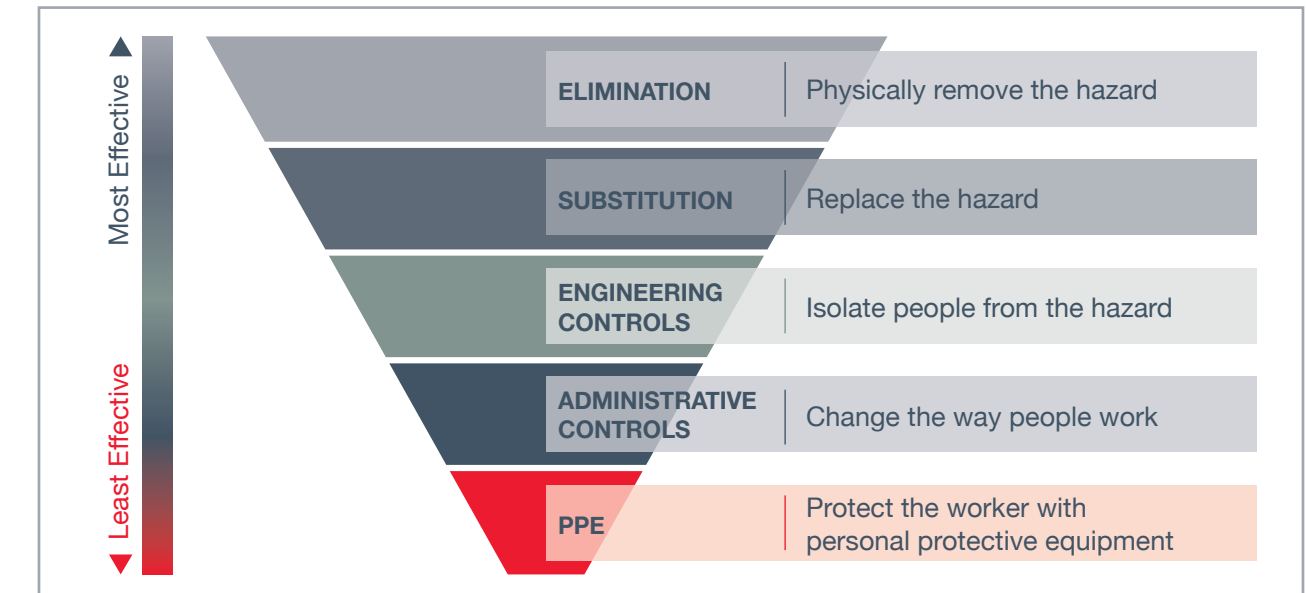 Most Effective
Least Effective
ELIMINATION
Physically remove the hazard
SUBSTITUTION
Replace the hazard
ENGINEERING
CONTROLS
Isolate people from the hazard
ADMINISTRATIVE
CONTROLS
Change the way people work
PPE
Protect the worker with
personal protective equipment